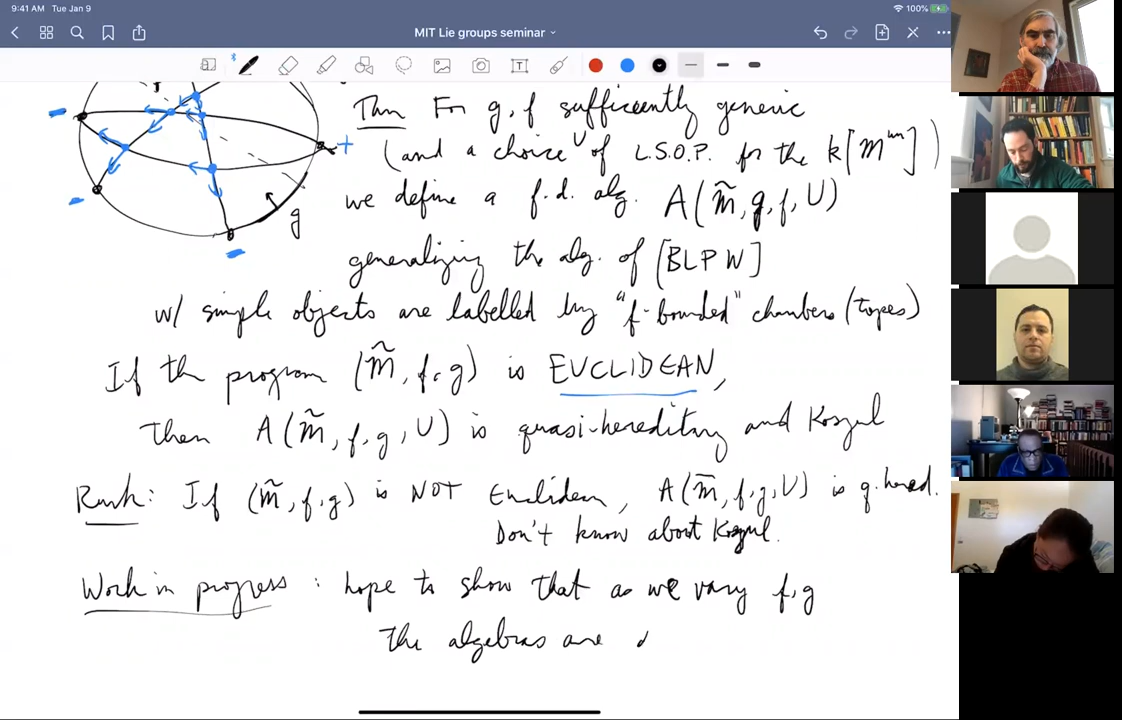 9:41 AM Tue Jan 9
100%
MIT Lie groups seminar
Thm For g, f sufficiently generic
(and a choice U of L.S.O.P. for the k[M^un])
we define a f.d. alg. A(M̃, g, f, U)
+
g
generalizing the alg. of [BLPW]
w/ simple objects are labelled by "f-bounded" chambers (topes)
If the program (M̃, f, g) is EUCLIDEAN,
then A(M̃, f, g, U) is quasi-hereditary and Koszul
Rmk: If (M̃, f, g) is NOT Euclidean, A(M̃, f, g, U) is q. hered.
Don't know about Koszul.
Work in progress: hope to show that as we vary f, g
the algebras are